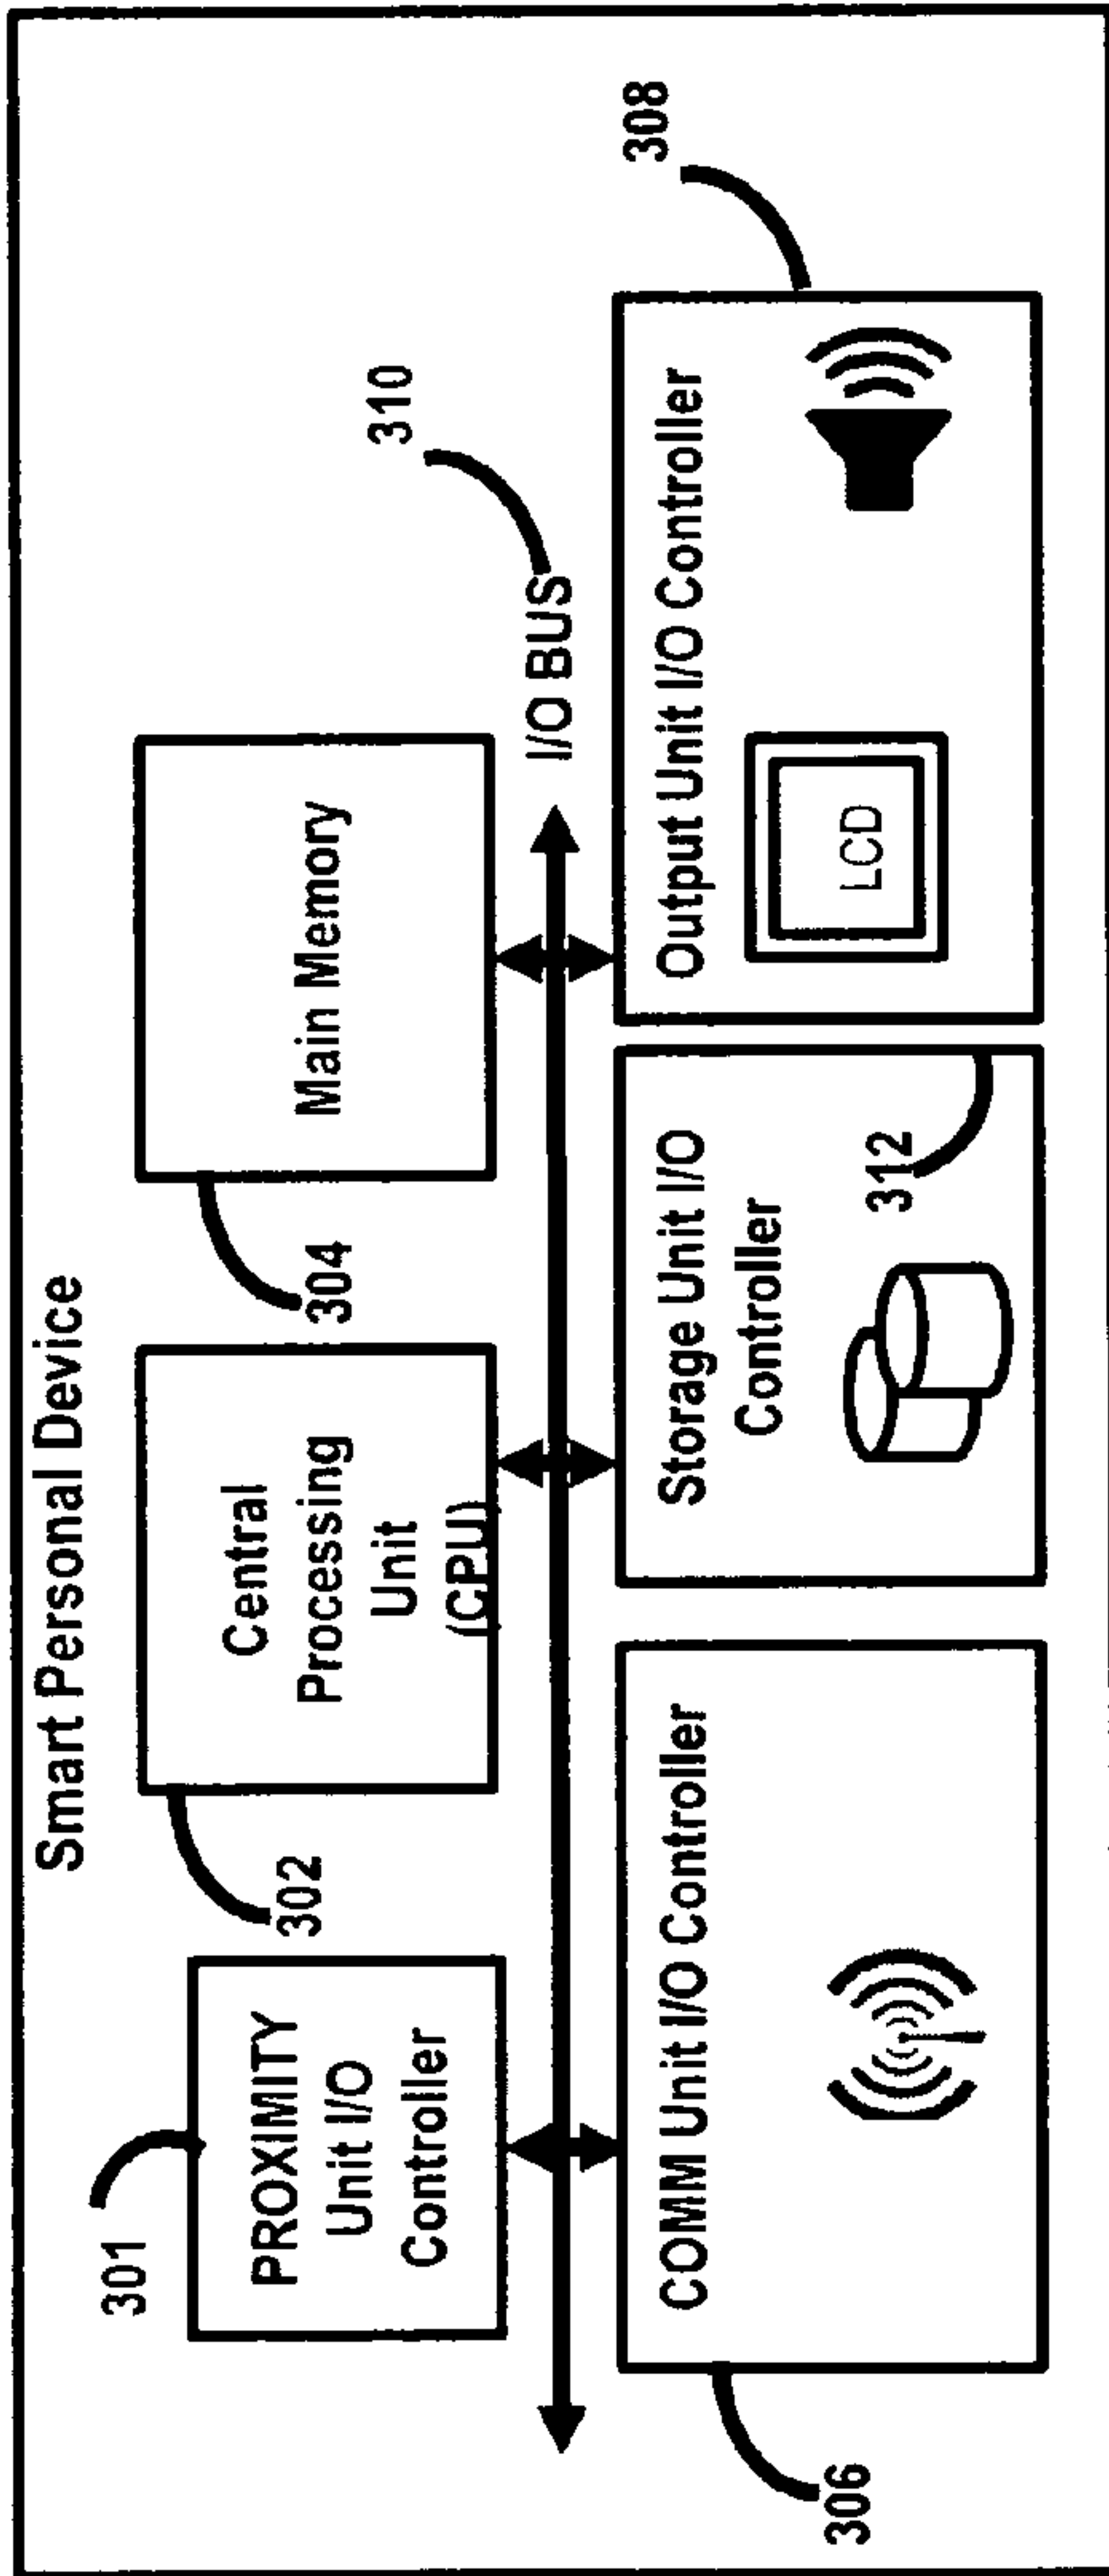 Smart Personal Device
301
PROXIMITY
Unit I/O
Controller
302
Central
Processing
Unit
(CPU)
304
Main Memory
310
I/O BUS
306
COMM Unit I/O Controller
Storage Unit I/O
Controller
312
308
Output Unit I/O Controller
LCD